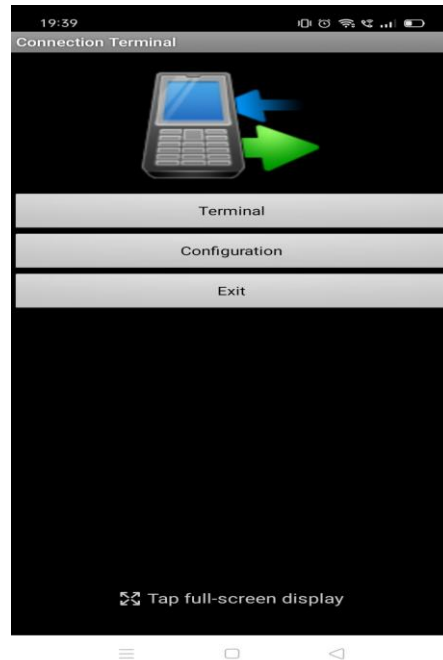 19:39
Connection Terminal
Terminal
Configuration
Exit
Tap full-screen display